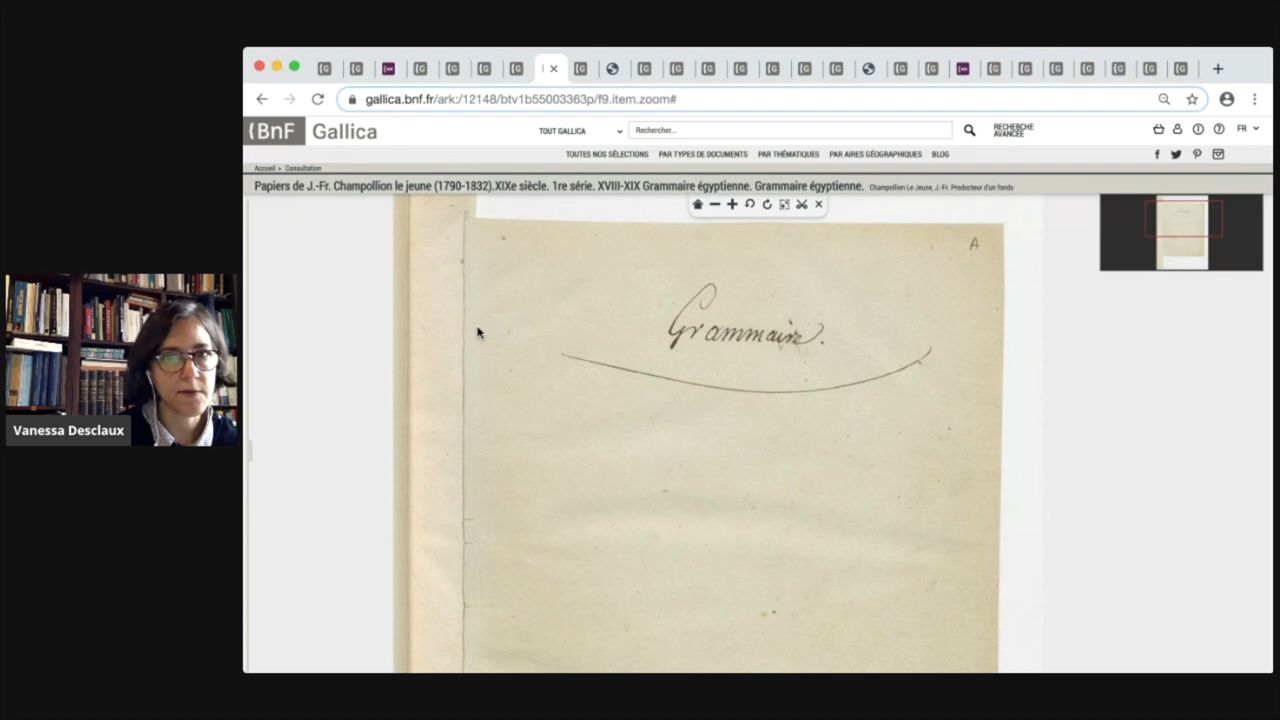 gallica.bnf.fr/ark:/12148/btv1b55003363p/f9.item.zoom#
{BnF Gallica
TOUT GALLICA
Rechercher...
RECHERCHE AVANCÉE
FR
TOUTES NOS SÉLECTIONS PAR TYPES DE DOCUMENTS PAR THÉMATIQUES PAR AIRES GÉOGRAPHIQUES BLOG
Accueil > Consultation
Papiers de J.-Fr. Champollion le jeune (1790-1832).XIXe siècle. 1re série. XVIII-XIX Grammaire égyptienne. Grammaire égyptienne. Champollion Le Jeune, J.-Fr. Producteur d'un fonds
A
Grammaire.
Vanessa Desclaux